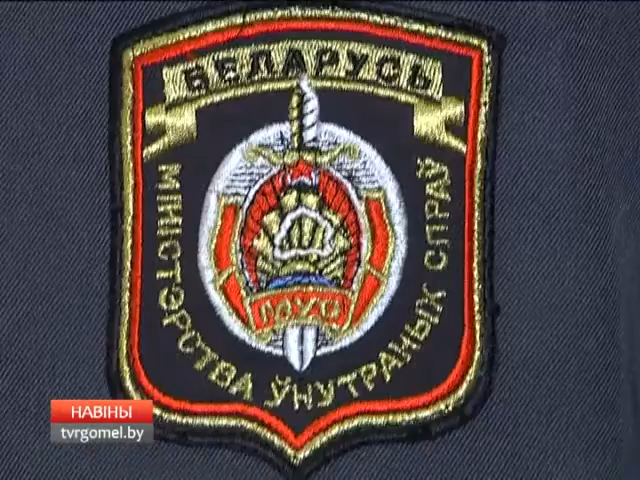 БЕЛАРУСЬ
МІНІСТЭРСТВА ЎНУТРАНЫХ СПРАЎ
МУС
НАВІНЫ
tvrgomel.by